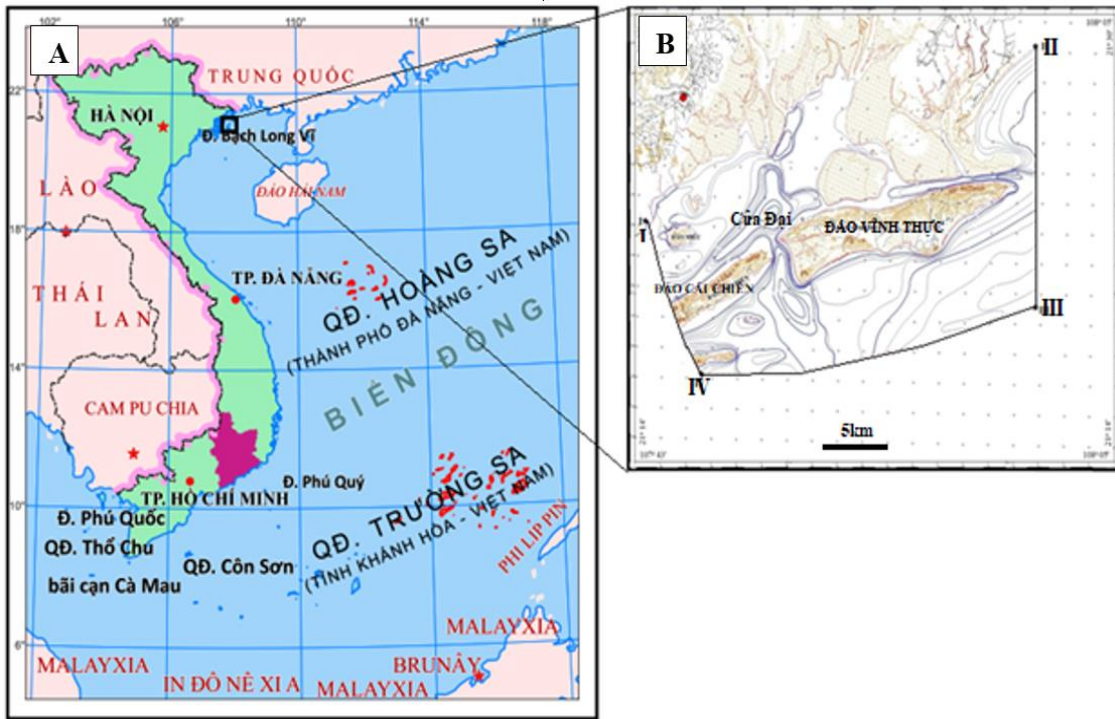 102°
106°
110°
114°
118°
A
TRUNG QUỐC
22
HÀ NỘI
Đ. Bạch Long Vĩ
LÀO
ĐẢO HẢI NAM
18
THÁI
LAN
TP. ĐÀ NẴNG
QĐ. HOÀNG SA
(THÀNH PHỐ ĐÀ NẴNG - VIỆT NAM)
BIỂN ĐÔNG
14
CAM PU CHIA
Đ. Phú Quý
TP. HỒ CHÍ MINH
10
Đ. Phú Quốc
QĐ. TRƯỜNG SA
(TỈNH KHÁNH HÒA - VIỆT NAM)
PHI LIP PIN
QĐ. Thổ Chu
QĐ. Côn Sơn
bãi cạn Cà Mau
6°
MALAYXIA
MALAYXIA
BRUNÂY
IN ĐÔ NÊ XI A
MALAYXIA
B
II
I
Cửa Đại
ĐẢO VĨNH THỰC
ĐẢO CÁI CHIÊN
III
IV
5km